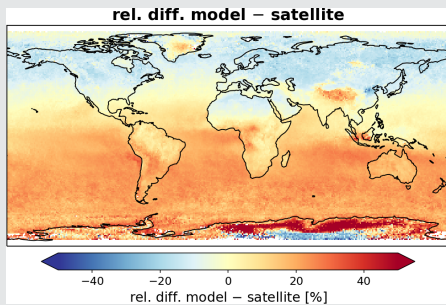 rel. diff. model − satellite
−40 −20 0 20 40
rel. diff. model − satellite [%]